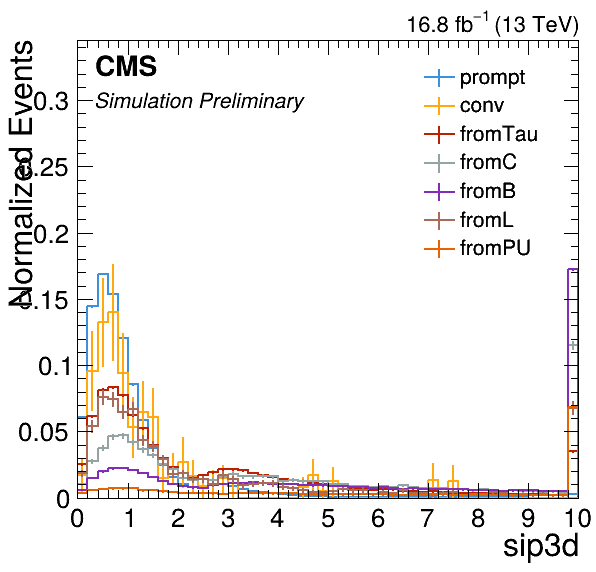 16.8 fb⁻¹ (13 TeV)
CMS
Simulation Preliminary
prompt
conv
fromTau
fromC
fromB
fromL
fromPU
Normalized Events
0.3
0.25
0.2
0.15
0.1
0.05
0
0 1 2 3 4 5 6 7 8 9 10
sip3d